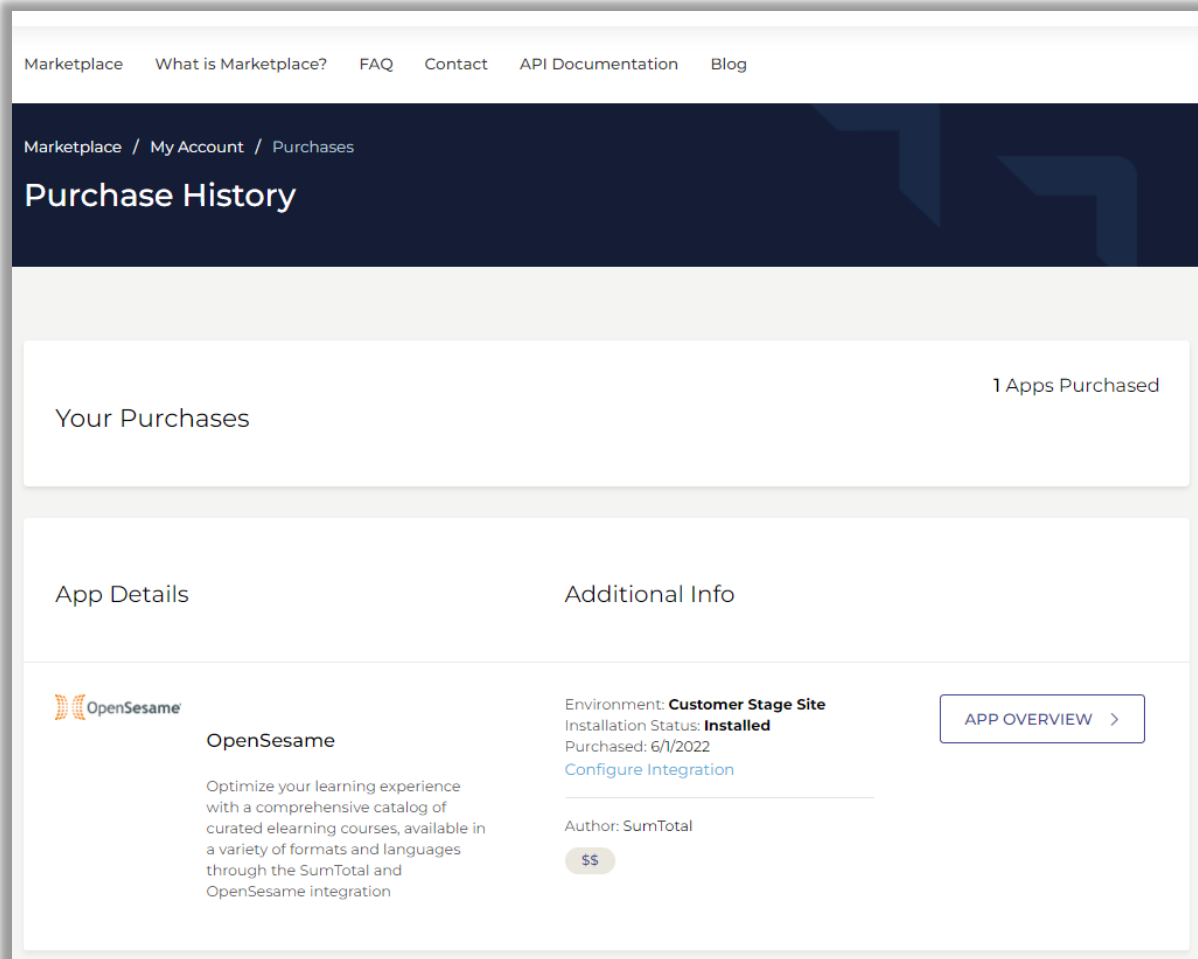 Marketplace What is Marketplace? FAQ Contact API Documentation Blog
Marketplace / My Account / Purchases
Purchase History
1 Apps Purchased
Your Purchases
App Details Additional Info
OpenSesame
OpenSesame
Optimize your learning experience
with a comprehensive catalog of
curated elearning courses, available in
a variety of formats and languages
through the SumTotal and
OpenSesame integration
Environment: Customer Stage Site
Installation Status: Installed
Purchased: 6/1/2022
Configure Integration
Author: SumTotal
$$
APP OVERVIEW >